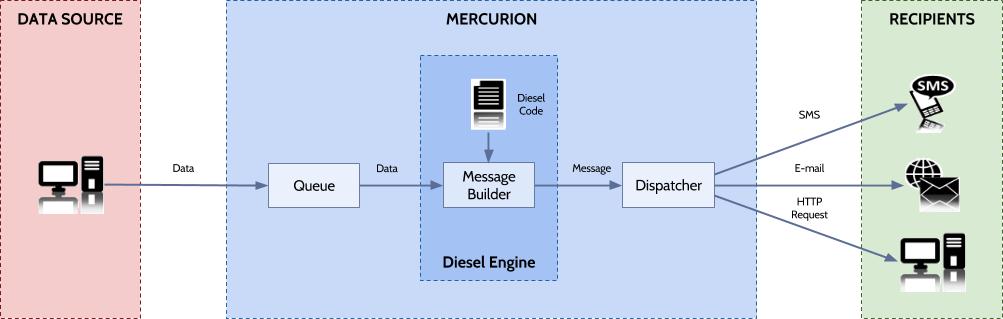 DATA SOURCE
MERCURION
RECIPIENTS
Diesel
Code
SMS
SMS
Data
Data
Message
E-mail
Queue
Message
Builder
Dispatcher
HTTP
Request
Diesel Engine